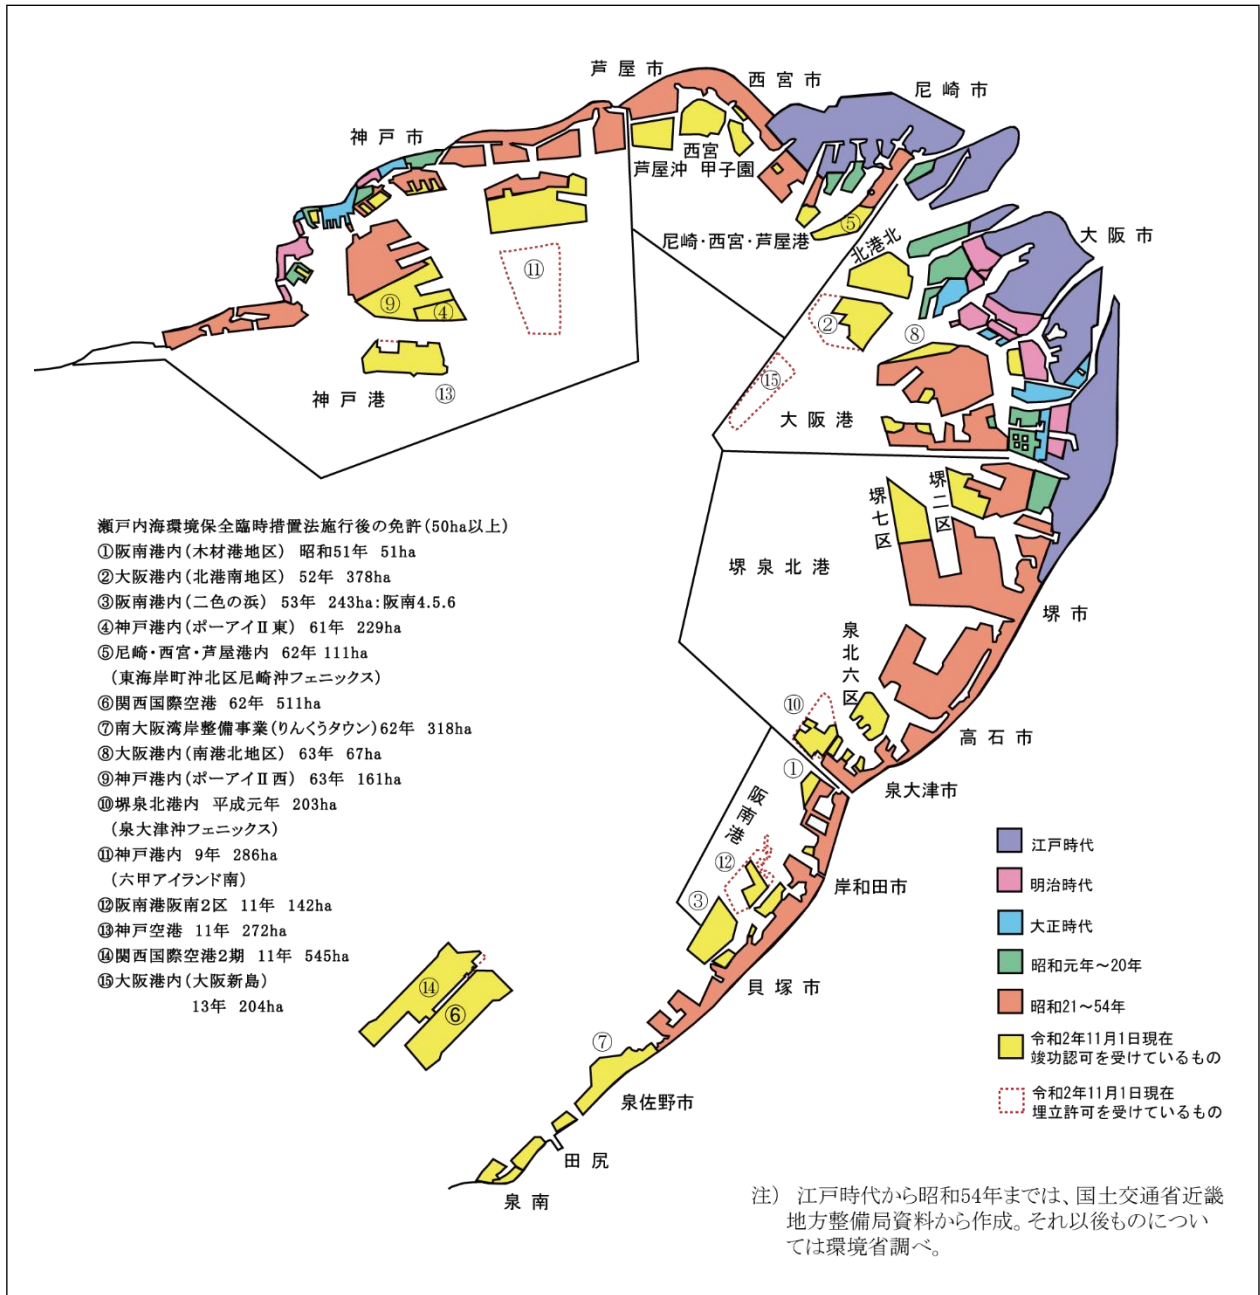 芦屋市
西宮市
尼崎市
神戸市
西宮
芦屋沖 甲子園
尼崎・西宮・芦屋港
⑤
北港北
大阪市
⑪
⑨
④
②
⑧
⑮
⑬
神戸港
大阪港
堺七区
堺二区
堺泉北港
堺市
泉北六区
⑩
高石市
①
泉大津市
阪南港
⑫
岸和田市
③
貝塚市
⑭
⑥
⑦
泉佐野市
田尻
泉南
瀬戸内海環境保全臨時措置法施行後の免許(50ha以上)
①阪南港内(木材港地区) 昭和51年 51ha
②大阪港内(北港南地区) 52年 378ha
③阪南港内(二色の浜) 53年 243ha:阪南4.5.6
④神戸港内(ポーアイⅡ東) 61年 229ha
⑤尼崎・西宮・芦屋港内 62年 111ha
(東海岸町沖北区尼崎沖フェニックス)
⑥関西国際空港 62年 511ha
⑦南大阪湾岸整備事業(りんくうタウン)62年 318ha
⑧大阪港内(南港北地区) 63年 67ha
⑨神戸港内(ポーアイⅡ西) 63年 161ha
⑩堺泉北港内 平成元年 203ha
(泉大津沖フェニックス)
⑪神戸港内 9年 286ha
(六甲アイランド南)
⑫阪南港阪南2区 11年 142ha
⑬神戸空港 11年 272ha
⑭関西国際空港2期 11年 545ha
⑮大阪港内(大阪新島)
13年 204ha
江戸時代
明治時代
大正時代
昭和元年~20年
昭和21~54年
令和2年11月1日現在
竣功認可を受けているもの
令和2年11月1日現在
埋立許可を受けているもの
注) 江戸時代から昭和54年までは、国土交通省近畿
地方整備局資料から作成。それ以後ものについ
ては環境省調べ。